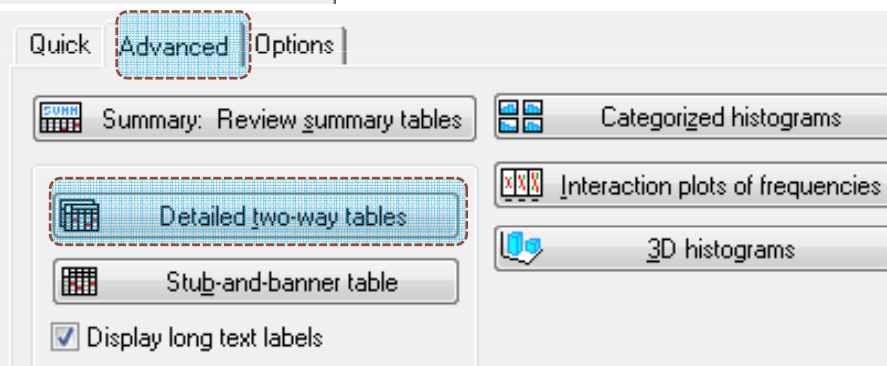 Quick Advanced Options
Summary: Review summary tables
Categorized histograms
Detailed two-way tables
Interaction plots of frequencies
Stub-and-banner table
3D histograms
Display long text labels